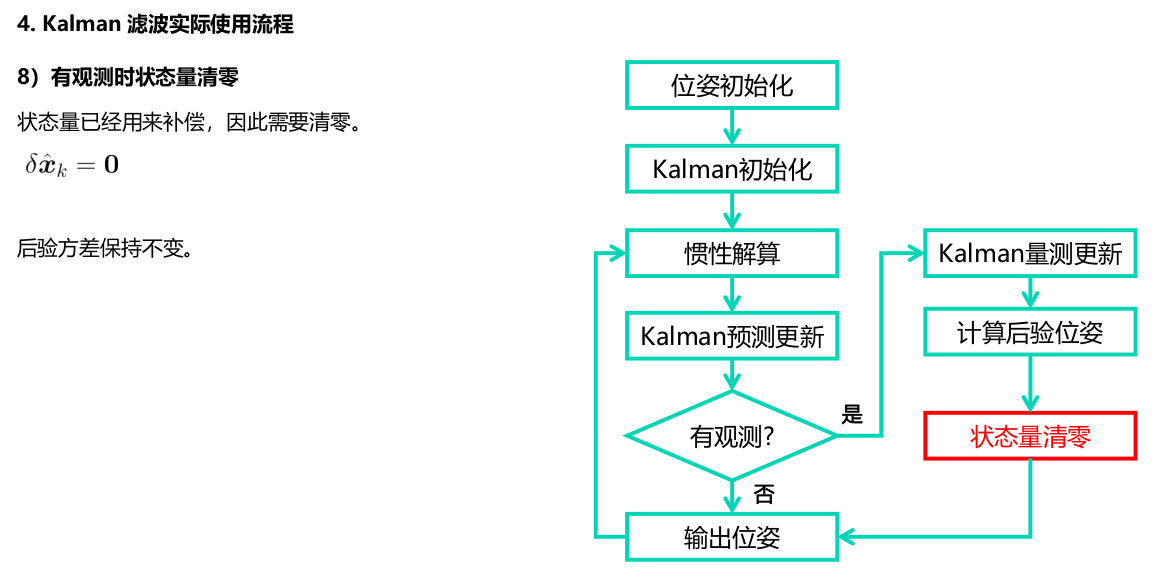 4. Kalman 滤波实际使用流程
8）有观测时状态量清零
状态量已经用来补偿，因此需要清零。
$\delta\hat{\boldsymbol{x}}_k = \mathbf{0}$
后验方差保持不变。
位姿初始化
Kalman初始化
惯性解算
Kalman预测更新
有观测?
是
否
输出位姿
Kalman量测更新
计算后验位姿
状态量清零